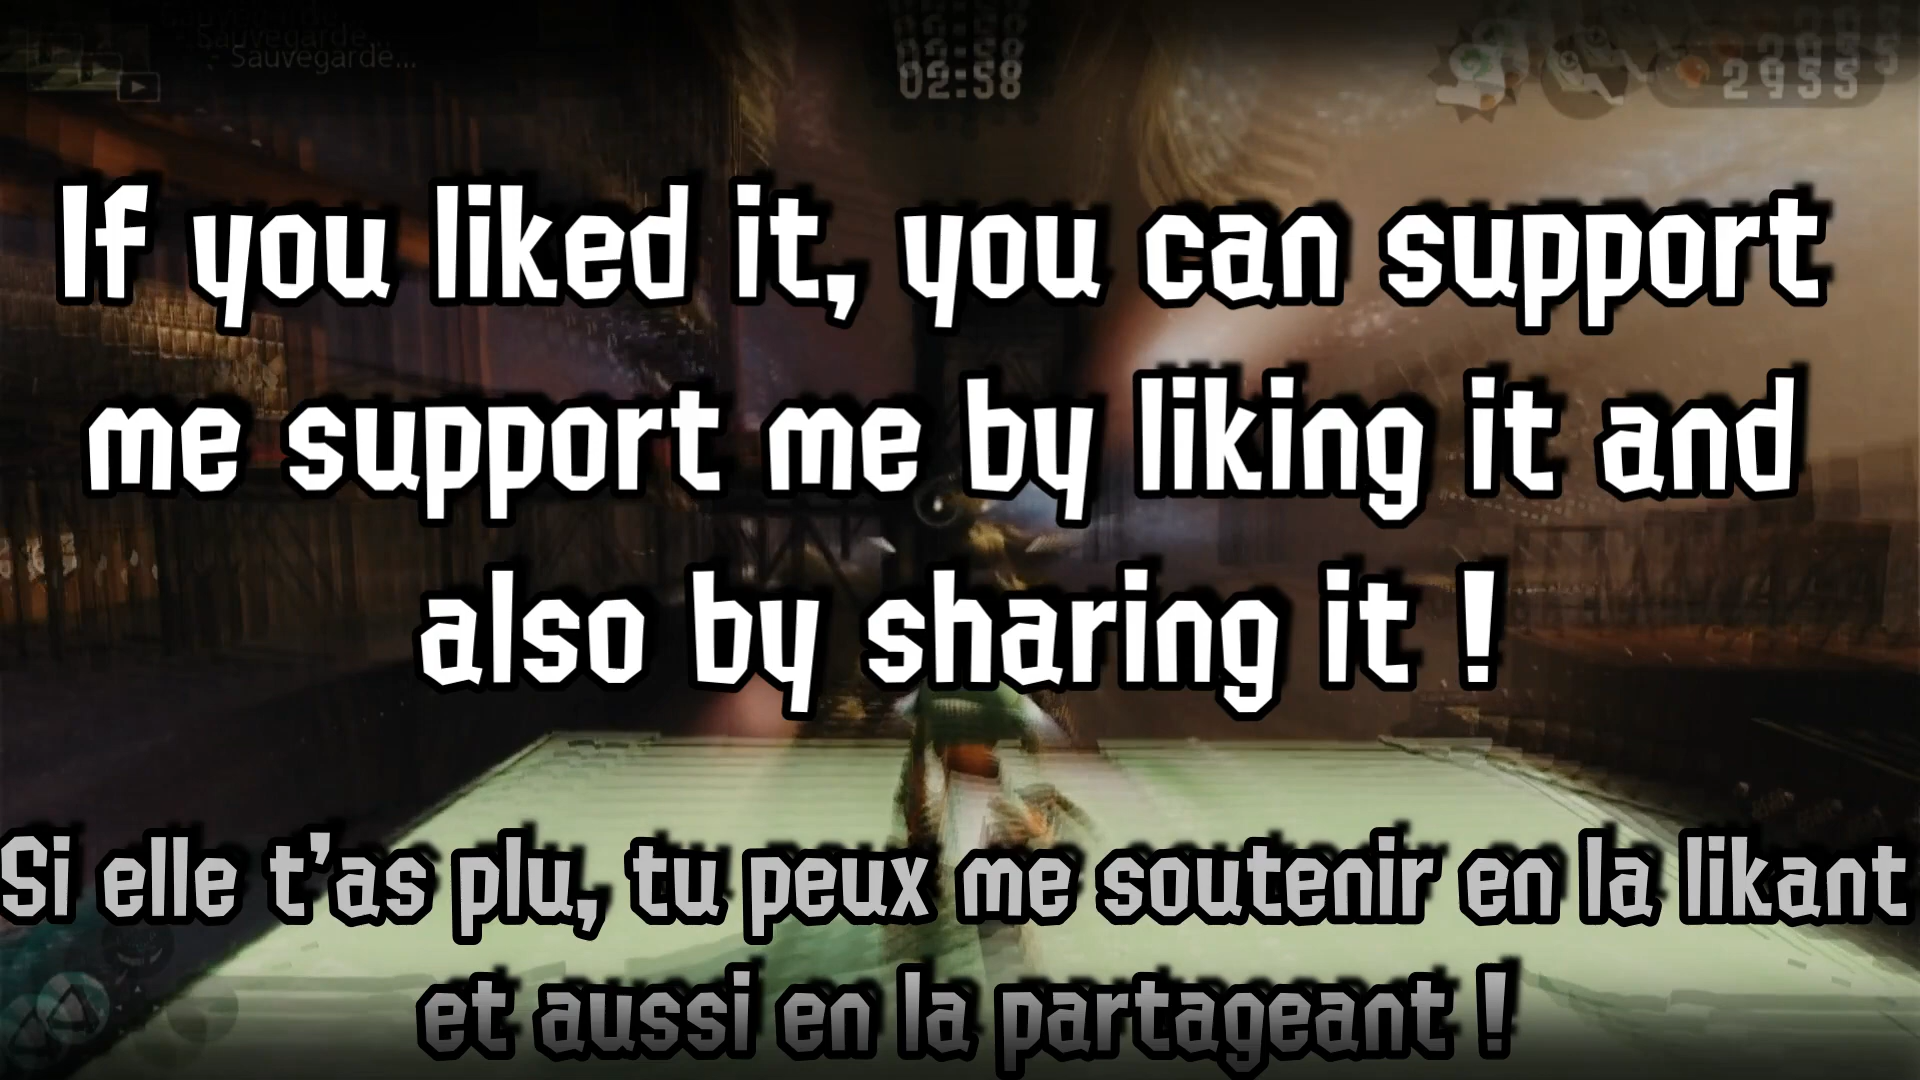 Sauvegarde...
Sauvegarde...
Sauvegarde...
02:58
2955
If you liked it, you can support
me support me by liking it and
also by sharing it !
Si elle t'as plu, tu peux me soutenir en la likant
et aussi en la partageant !